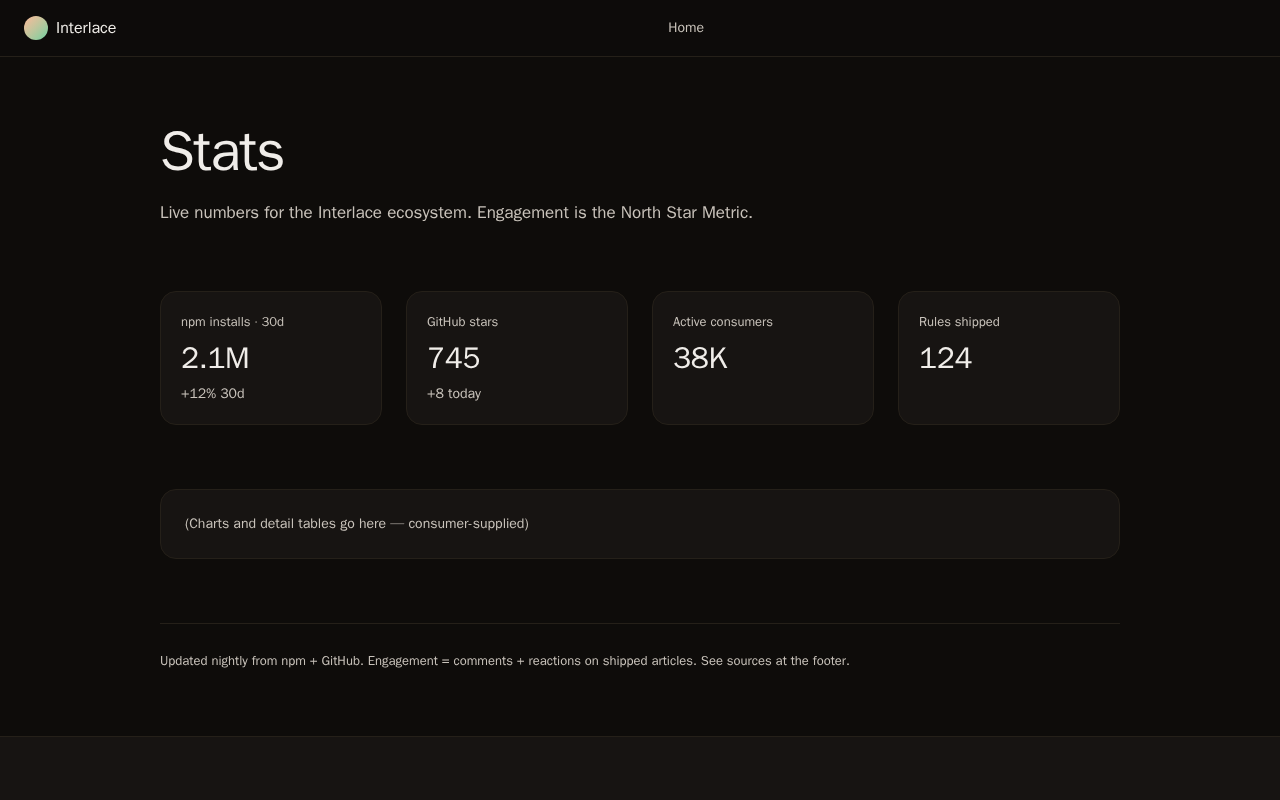 Interlace
Home
Stats
Live numbers for the Interlace ecosystem. Engagement is the North Star Metric.
npm installs · 30d
2.1M
+12% 30d
GitHub stars
745
+8 today
Active consumers
38K
Rules shipped
124
(Charts and detail tables go here — consumer-supplied)
Updated nightly from npm + GitHub. Engagement = comments + reactions on shipped articles. See sources at the footer.